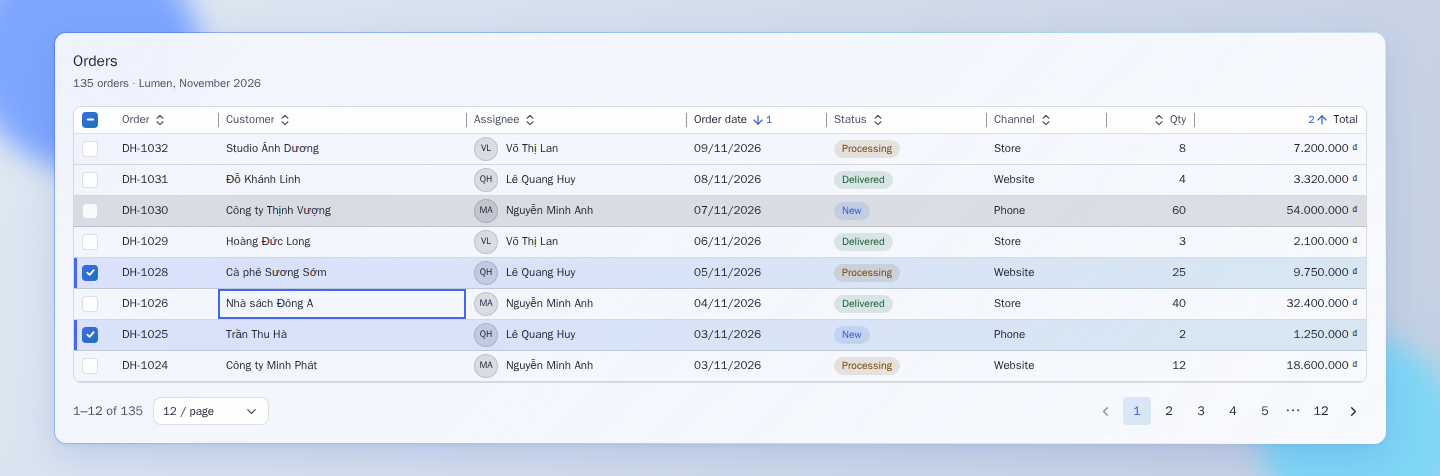 Orders
135 orders · Lumen, November 2026
Order Customer Assignee Order date 1 Status Channel Qty 2 Total
DH-1032 Studio Ánh Dương VL Võ Thị Lan 09/11/2026 Processing Store 8 7.200.000 ₫
DH-1031 Đỗ Khánh Linh QH Lê Quang Huy 08/11/2026 Delivered Website 4 3.320.000 ₫
DH-1030 Công ty Thịnh Vượng MA Nguyễn Minh Anh 07/11/2026 New Phone 60 54.000.000 ₫
DH-1029 Hoàng Đức Long VL Võ Thị Lan 06/11/2026 Delivered Store 3 2.100.000 ₫
DH-1028 Cà phê Sương Sớm QH Lê Quang Huy 05/11/2026 Processing Website 25 9.750.000 ₫
DH-1026 Nhà sách Đông A MA Nguyễn Minh Anh 04/11/2026 Delivered Store 40 32.400.000 ₫
DH-1025 Trần Thu Hà QH Lê Quang Huy 03/11/2026 New Phone 2 1.250.000 ₫
DH-1024 Công ty Minh Phát MA Nguyễn Minh Anh 03/11/2026 Processing Website 12 18.600.000 ₫
1–12 of 135 12 / page 1 2 3 4 5 ··· 12